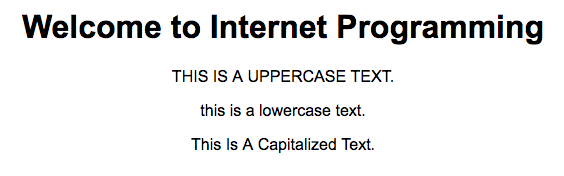 Welcome to Internet Programming
THIS IS A UPPERCASE TEXT.
this is a lowercase text.
This Is A Capitalized Text.